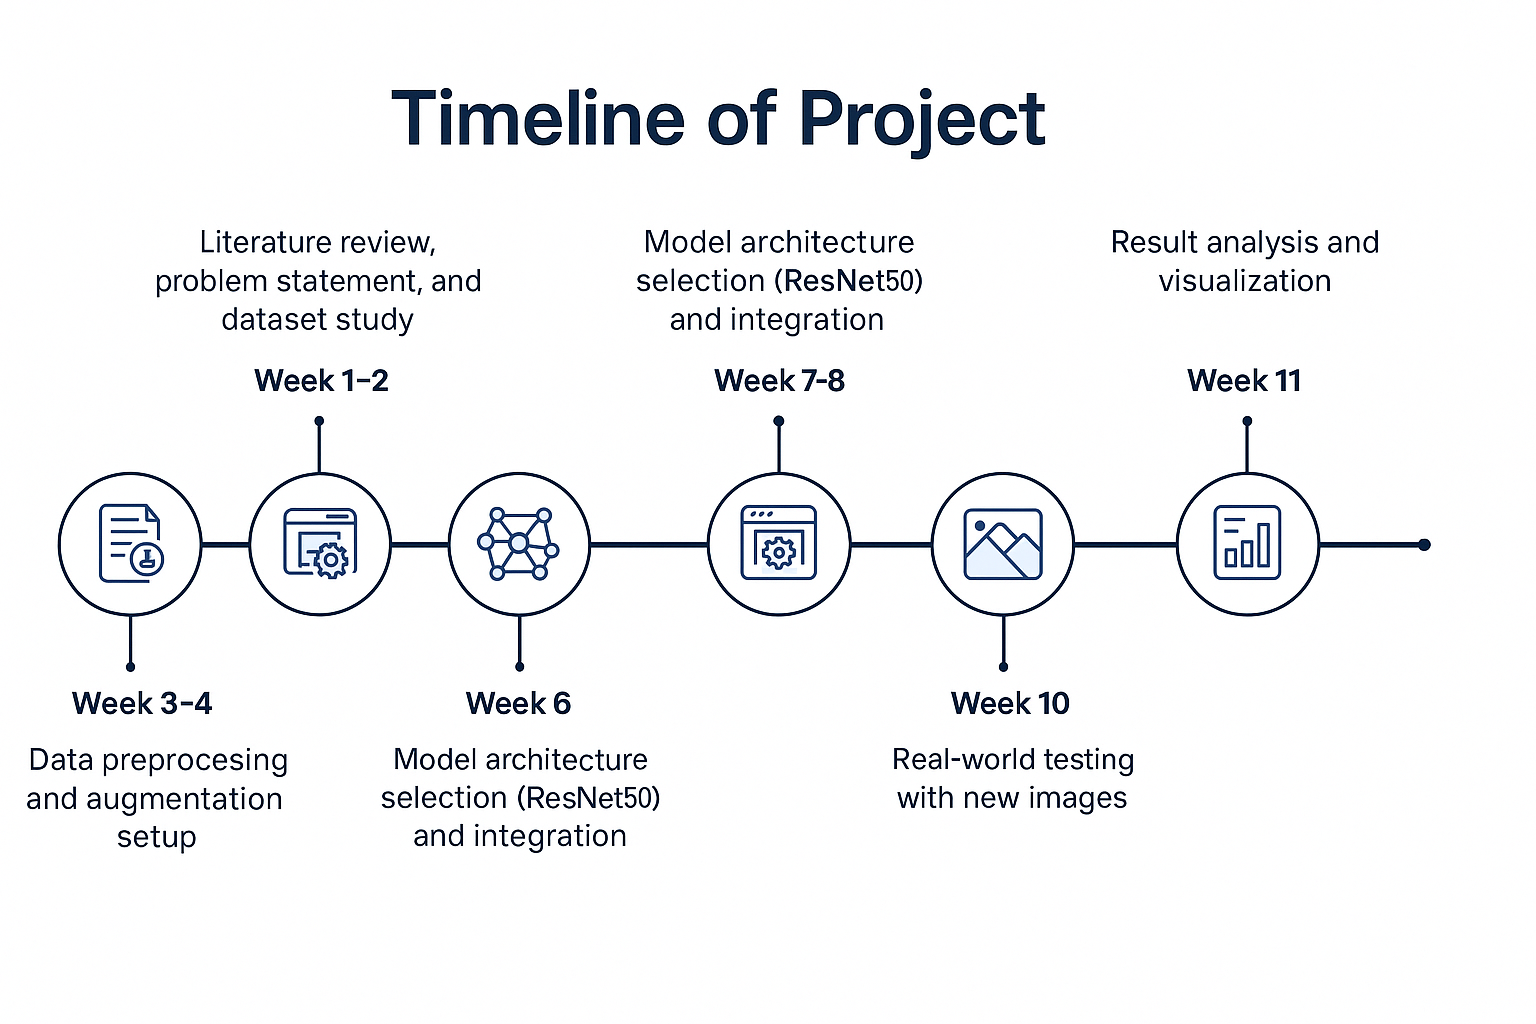 Timeline of Project
Literature review,
problem statement, and
dataset study
Week 1–2
Model architecture
selection (ResNet50)
and integration
Week 7-8
Result analysis and
visualization
Week 11
Week 3–4
Data preprocesing
and augmentation
setup
Week 6
Model architecture
selection (ResNet50)
and integration
Week 10
Real-world testing
with new images